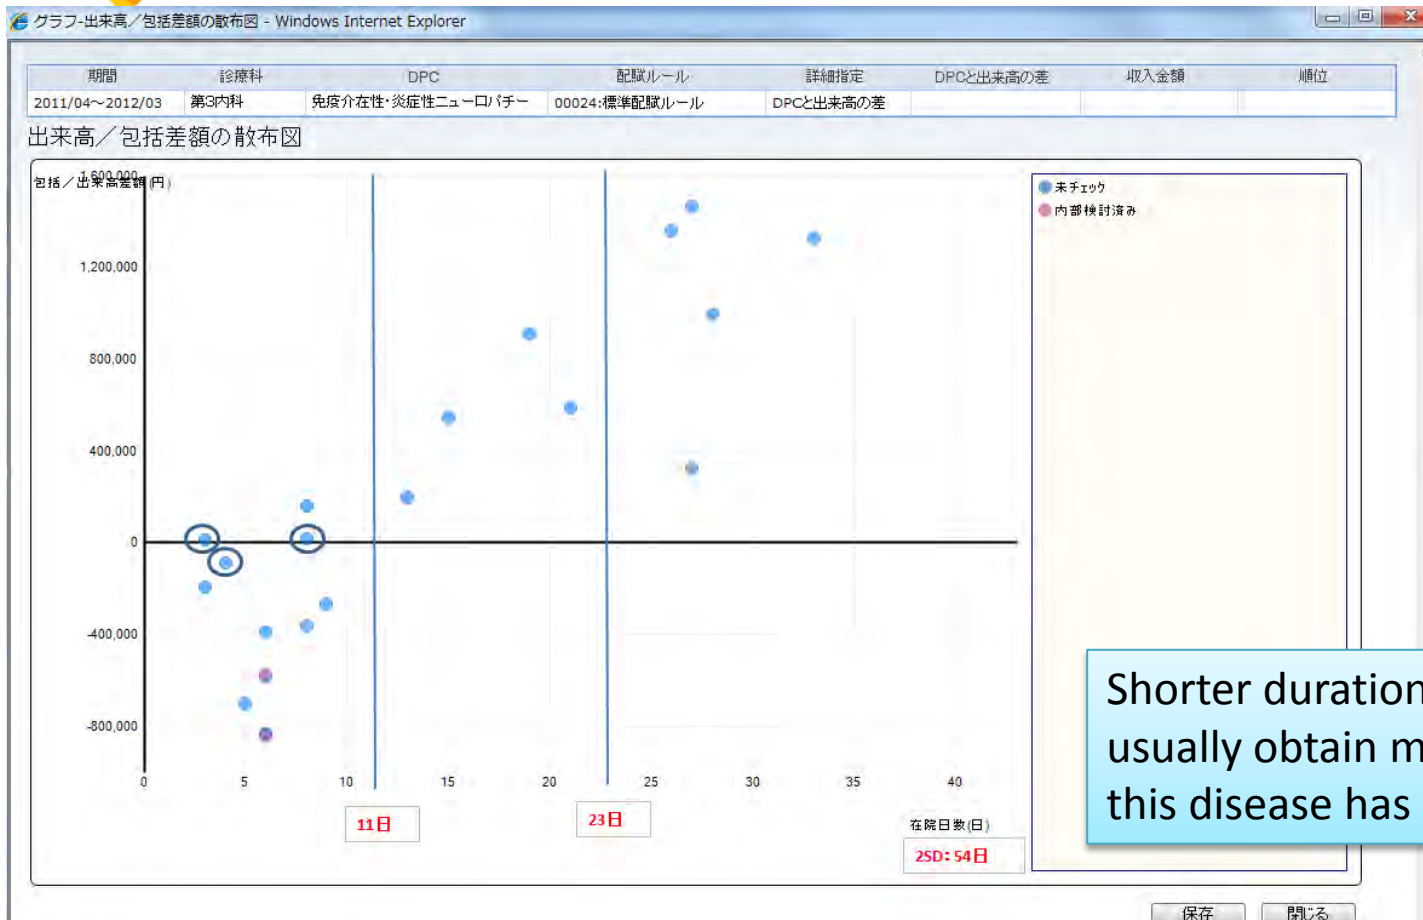 グラフ-出来高／包括差額の散布図 - Windows Internet Explorer
期間 診療科 DPC 配賦ルール 詳細指定 DPCと出来高の差 収入金額 順位
2011/04～2012/03 第3内科 免疫介在性・炎症性ニューロパチー 00024:標準配賦ルール DPCと出来高の差
出来高／包括差額の散布図
包括／出来高差額(円)
1,600,000
1,200,000
800,000
400,000
0
-400,000
-800,000
0 5 10 15 20 25 30 35 40
11日
23日
在院日数(日)
2SD：54日
未チェック
内部検討済み
Shorter duration
usually obtain m
this disease has
保存 閉じる